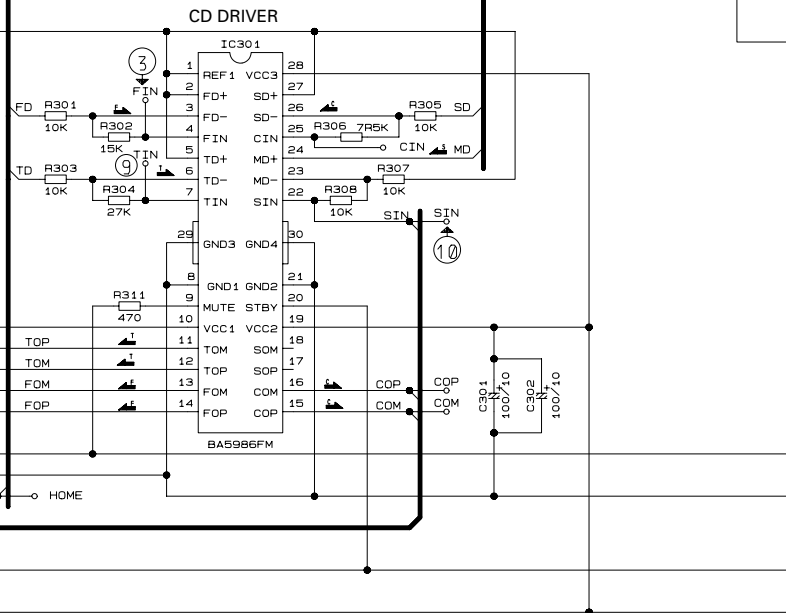 CD DRIVER
IC301
3
FIN
1 REF1 VCC3 28
2 FD+ SD+ 27
FD R301 10K
3 FD- SD- 26
C
R305 10K SD
F
R302 15K
4 FIN CIN 25
R306 7R5K
CIN S MD
9 TIN
5 TD+ MD+ 24
TD R303 10K
T
6 TD- MD- 23
R307 10K
R304 27K
7 TIN SIN 22
R308 10K
SIN SIN
10
29 GND3 GND4 30
8 GND1 GND2 21
R311 470
9 MUTE STBY 20
10 VCC1 VCC2 19
TOP T 11 TOM SOM 18
TOM T 12 TOP SOP 17
FOM F 13 FOM COM 16 C COP COP
FOP F 14 FOP COP 15 C COM COM
C301 100/10
C302 100/10
+
+
BA5986FM
HOME